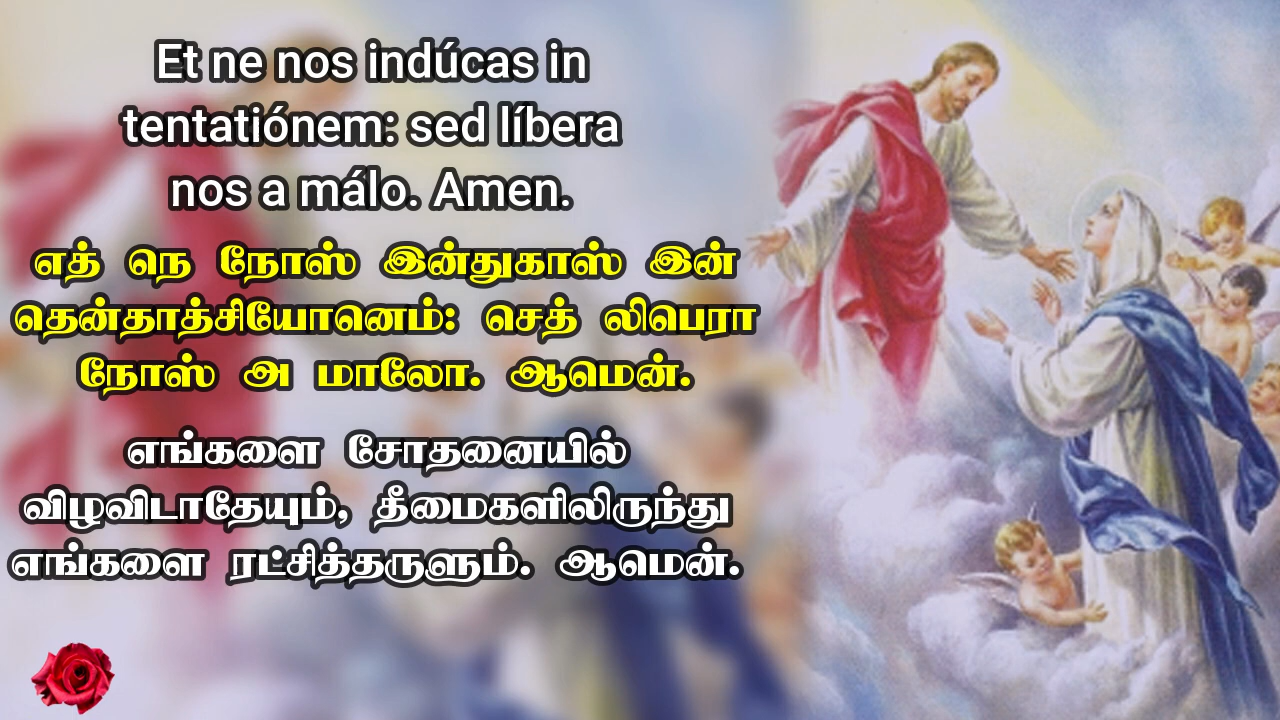 Et ne nos indúcas in
tentatiónem: sed líbera
nos a málo. Amen.
எத் நெ நோஸ் இன்துகாஸ் இன்
தென்தாத்சியோனெம்: செத் லிபெரா
நோஸ் அ மாலோ. ஆமென்.
எங்களை சோதனையில்
விழவிடாதேயும், தீமைகளிலிருந்து
எங்களை ரட்சித்தருளும். ஆமென்.